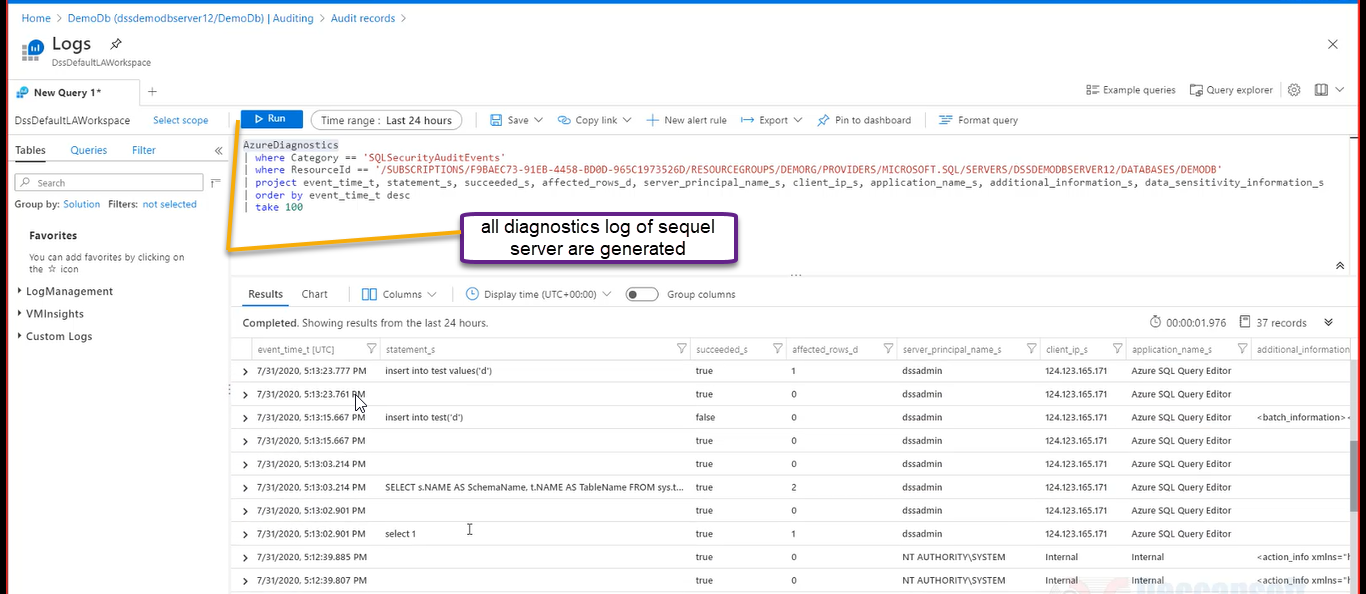 Home > DemoDb (dssdemodbserver12/DemoDb) | Auditing > Audit records >
Logs
DssDefaultLAWorkspace
New Query 1* +
Example queries Query explorer
DssDefaultLAWorkspace Select scope Run Time range : Last 24 hours Save Copy link New alert rule Export Pin to dashboard Format query
Tables Queries Filter «
Search
Group by: Solution Filters: not selected
Favorites
You can add favorites by clicking on
the ☆ icon
LogManagement
VMInsights
Custom Logs
AzureDiagnostics
| where Category == 'SQLSecurityAuditEvents'
| where ResourceId == '/SUBSCRIPTIONS/F9BAEC73-91EB-4458-BD0D-965C1973526D/RESOURCEGROUPS/DEMORG/PROVIDERS/MICROSOFT.SQL/SERVERS/DSSDEMODBSERVER12/DATABASES/DEMODB'
| project event_time_t, statement_s, succeeded_s, affected_rows_d, server_principal_name_s, client_ip_s, application_name_s, additional_information_s, data_sensitivity_information_s
| order by event_time_t desc
| take 100
all diagnostics log of sequel
server are generated
Results Chart Columns Display time (UTC+00:00) Group columns
Completed. Showing results from the last 24 hours. 00:00:01.976 37 records
event_time_t [UTC] statement_s succeeded_s affected_rows_d server_principal_name_s client_ip_s application_name_s additional_information
7/31/2020, 5:13:23.777 PM insert into test values('d') true 1 dssadmin 124.123.165.171 Azure SQL Query Editor
7/31/2020, 5:13:23.761 PM true 0 dssadmin 124.123.165.171 Azure SQL Query Editor
7/31/2020, 5:13:15.667 PM insert into test('d') false 0 dssadmin 124.123.165.171 Azure SQL Query Editor <batch_information><
7/31/2020, 5:13:15.667 PM true 0 dssadmin 124.123.165.171 Azure SQL Query Editor
7/31/2020, 5:13:03.214 PM true 0 dssadmin 124.123.165.171 Azure SQL Query Editor
7/31/2020, 5:13:03.214 PM SELECT s.NAME AS SchemaName, t.NAME AS TableName FROM sys.t... true 2 dssadmin 124.123.165.171 Azure SQL Query Editor
7/31/2020, 5:13:02.901 PM true 0 dssadmin 124.123.165.171 Azure SQL Query Editor
7/31/2020, 5:13:02.901 PM select 1 true 1 dssadmin 124.123.165.171 Azure SQL Query Editor
7/31/2020, 5:12:39.885 PM true 0 NT AUTHORITY\SYSTEM Internal Internal <action_info xmlns="h
7/31/2020, 5:12:39.807 PM true 0 NT AUTHORITY\SYSTEM Internal Internal <action_info xmlns="h